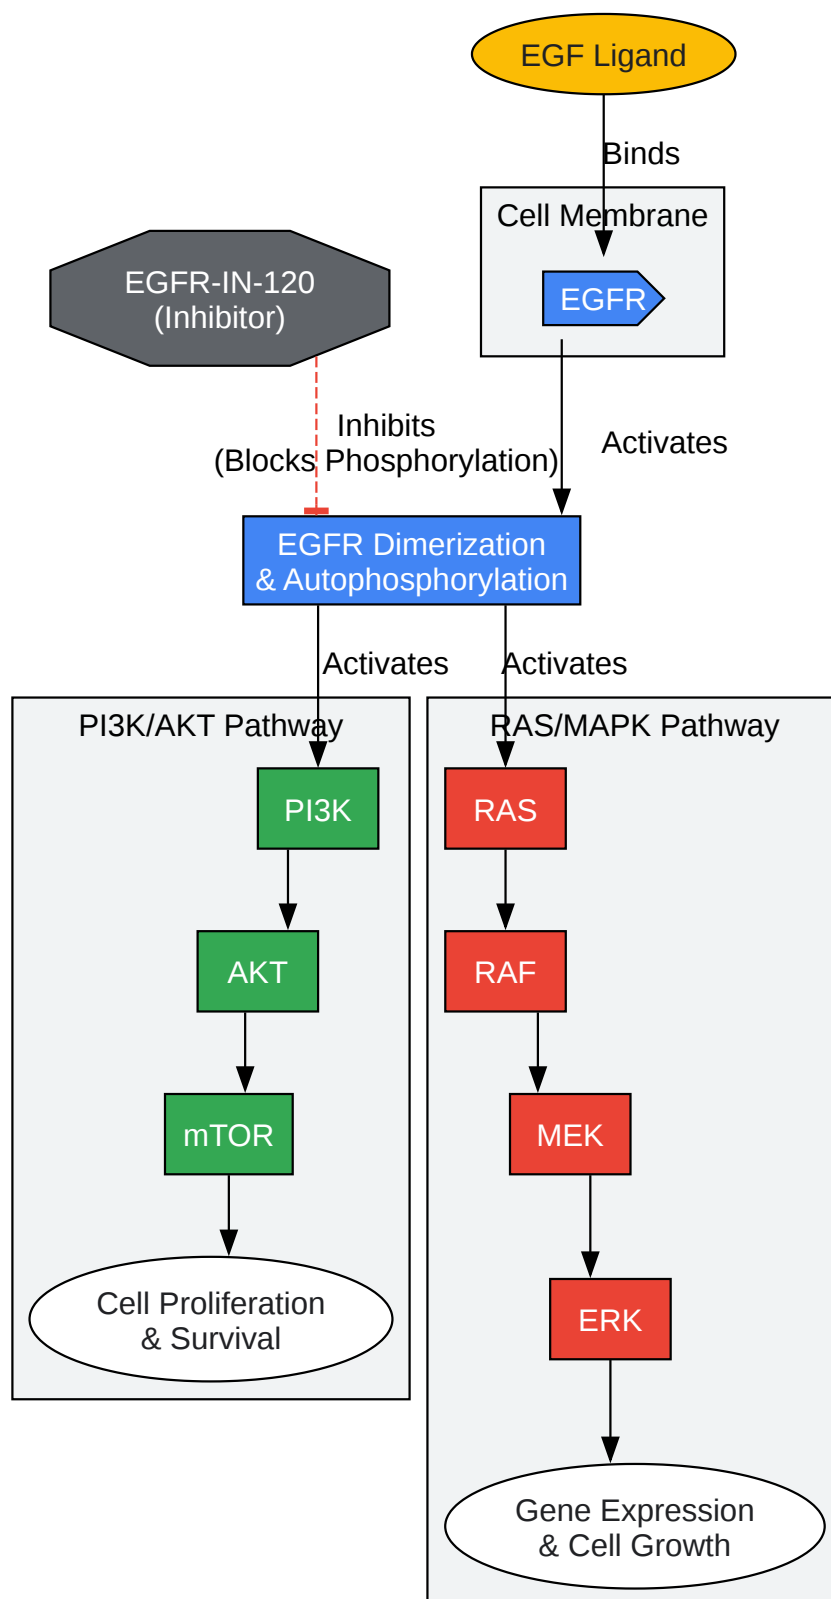 EGF Ligand
Binds
Cell Membrane
EGFR
EGFR-IN-120
(Inhibitor)
Inhibits
(Blocks Phosphorylation)
Activates
EGFR Dimerization
& Autophosphorylation
Activates
Activates
PI3K/AKT Pathway
PI3K
AKT
mTOR
Cell Proliferation
& Survival
RAS/MAPK Pathway
RAS
RAF
MEK
ERK
Gene Expression
& Cell Growth